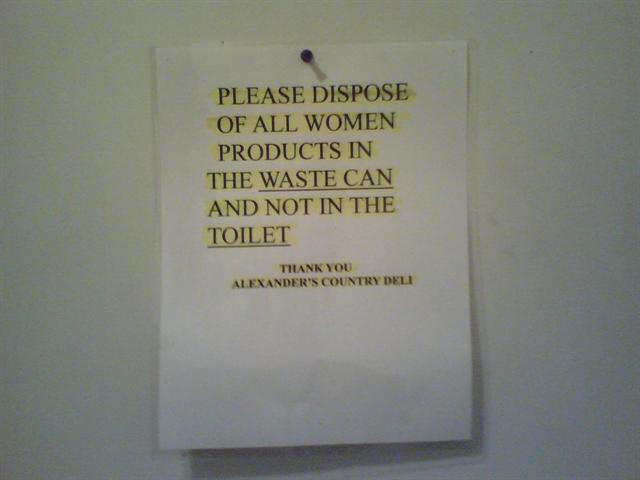 PLEASE DISPOSE
OF ALL WOMEN
PRODUCTS IN
THE WASTE CAN
AND NOT IN THE
TOILET
THANK YOU
ALEXANDER'S COUNTRY DELI